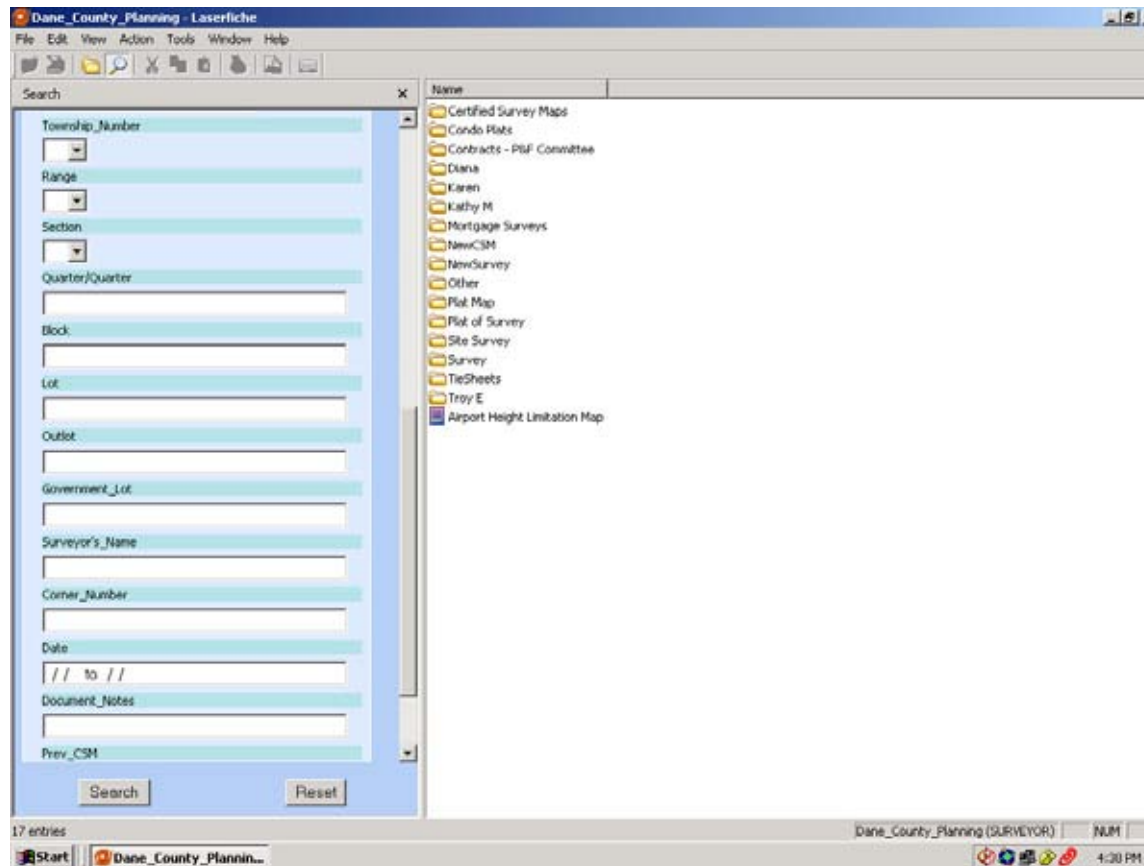 Dane_County_Planning - Laserfiche
File Edit View Action Tools Window Help
Search
Township_Number
Range
Section
Quarter/Quarter
Block
Lot
Outlot
Government_Lot
Surveyor's_Name
Corner_Number
Date
/ / to / /
Document_Notes
Prev_CSM
Search Reset
Name
Certified Survey Maps
Condo Plats
Contracts - P&F Committee
Diana
Karen
Kathy M
Mortgage Surveys
NewCSM
NewSurvey
Other
Plat Map
Plat of Survey
Site Survey
Survey
TieSheets
Troy E
Airport Height Limitation Map
17 entries Dane_County_Planning (SURVEYOR) NUM
Start Dane_County_Plannin... 4:30 PM